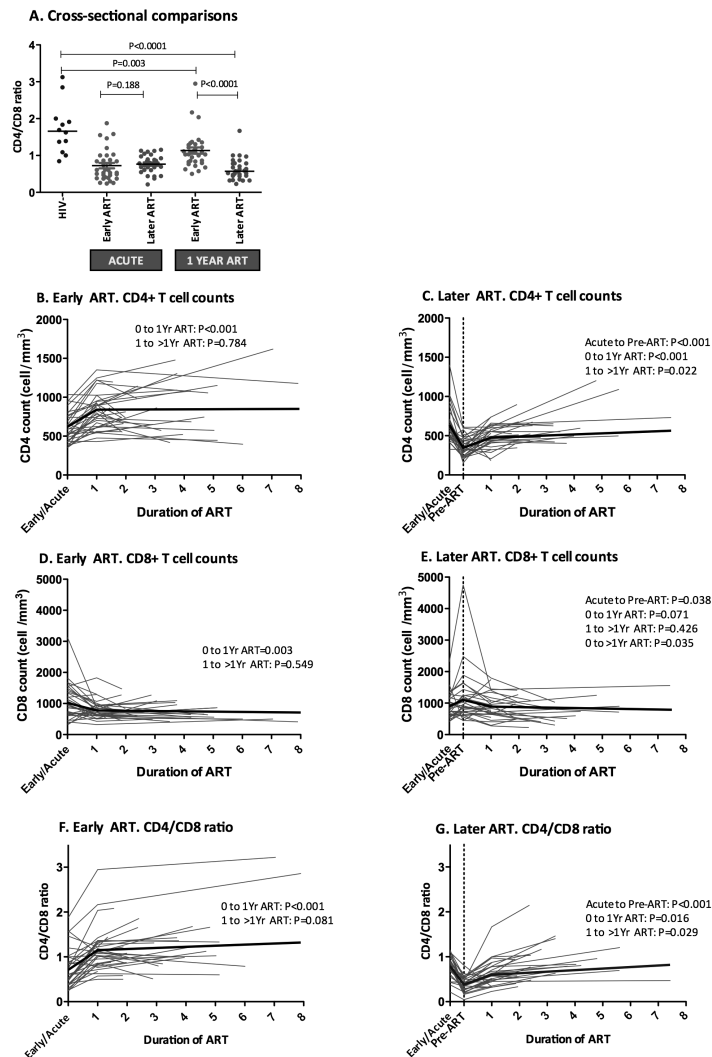 A. Cross-sectional comparisons
P<0.0001
P=0.003
P=0.188
P<0.0001
CD4/CD8 ratio
4
3
2
1
0
HIV-
Early ART
Later ART
Early ART
Later ART
ACUTE
1 YEAR ART
B. Early ART. CD4+ T cell counts
0 to 1Yr ART: P<0.001
1 to >1Yr ART: P=0.784
CD4 count (cell/mm³)
2000
1500
1000
500
0
Early/Acute
1 2 3 4 5 6 7 8
Duration of ART
C. Later ART. CD4+ T cell counts
Acute to Pre-ART: P<0.001
0 to 1Yr ART: P<0.001
1 to >1Yr ART: P=0.022
CD4 count (cell/mm³)
2000
1500
1000
500
0
Early/Acute
Pre-ART
1 2 3 4 5 6 7 8
Duration of ART
D. Early ART. CD8+ T cell counts
0 to 1Yr ART=0.003
1 to >1Yr ART: P=0.549
CD8 count (cell /mm³)
5000
4000
3000
2000
1000
0
Early/Acute
1 2 3 4 5 6 7 8
Duration of ART
E. Later ART. CD8+ T cell counts
Acute to Pre-ART: P=0.038
0 to 1Yr ART: P=0.071
1 to >1Yr ART: P=0.426
0 to >1Yr ART: P=0.035
CD8 count (cell /mm³)
5000
4000
3000
2000
1000
0
Early/Acute
Pre-ART
1 2 3 4 5 6 7 8
Duration of ART
F. Early ART. CD4/CD8 ratio
0 to 1Yr ART: P<0.001
1 to >1Yr ART: P=0.081
CD4/CD8 ratio
3
2
1
0
Early/Acute
1 2 3 4 5 6 7 8
Duration of ART
G. Later ART. CD4/CD8 ratio
Acute to Pre-ART: P<0.001
0 to 1Yr ART: P=0.016
1 to >1Yr ART: P=0.029
CD4/CD8 ratio
3
2
1
0
Early/Acute
Pre-ART
1 2 3 4 5 6 7 8
Duration of ART